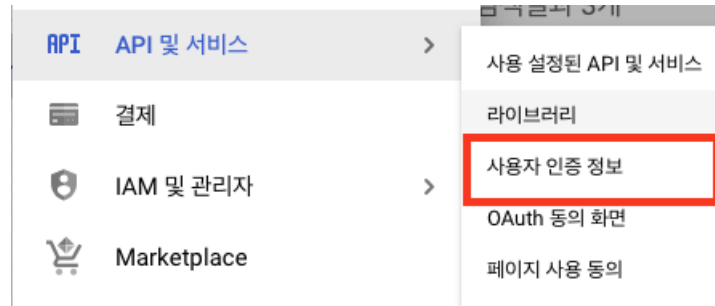 API API 및 서비스
결제
IAM 및 관리자
Marketplace
사용 설정된 API 및 서비스
라이브러리
사용자 인증 정보
OAuth 동의 화면
페이지 사용 동의